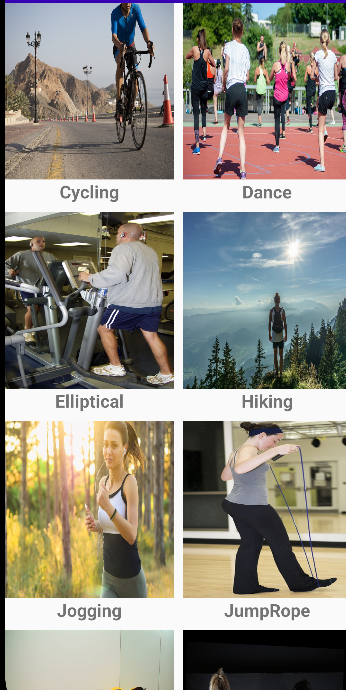 Cycling
Dance
Elliptical
Hiking
Jogging
JumpRope